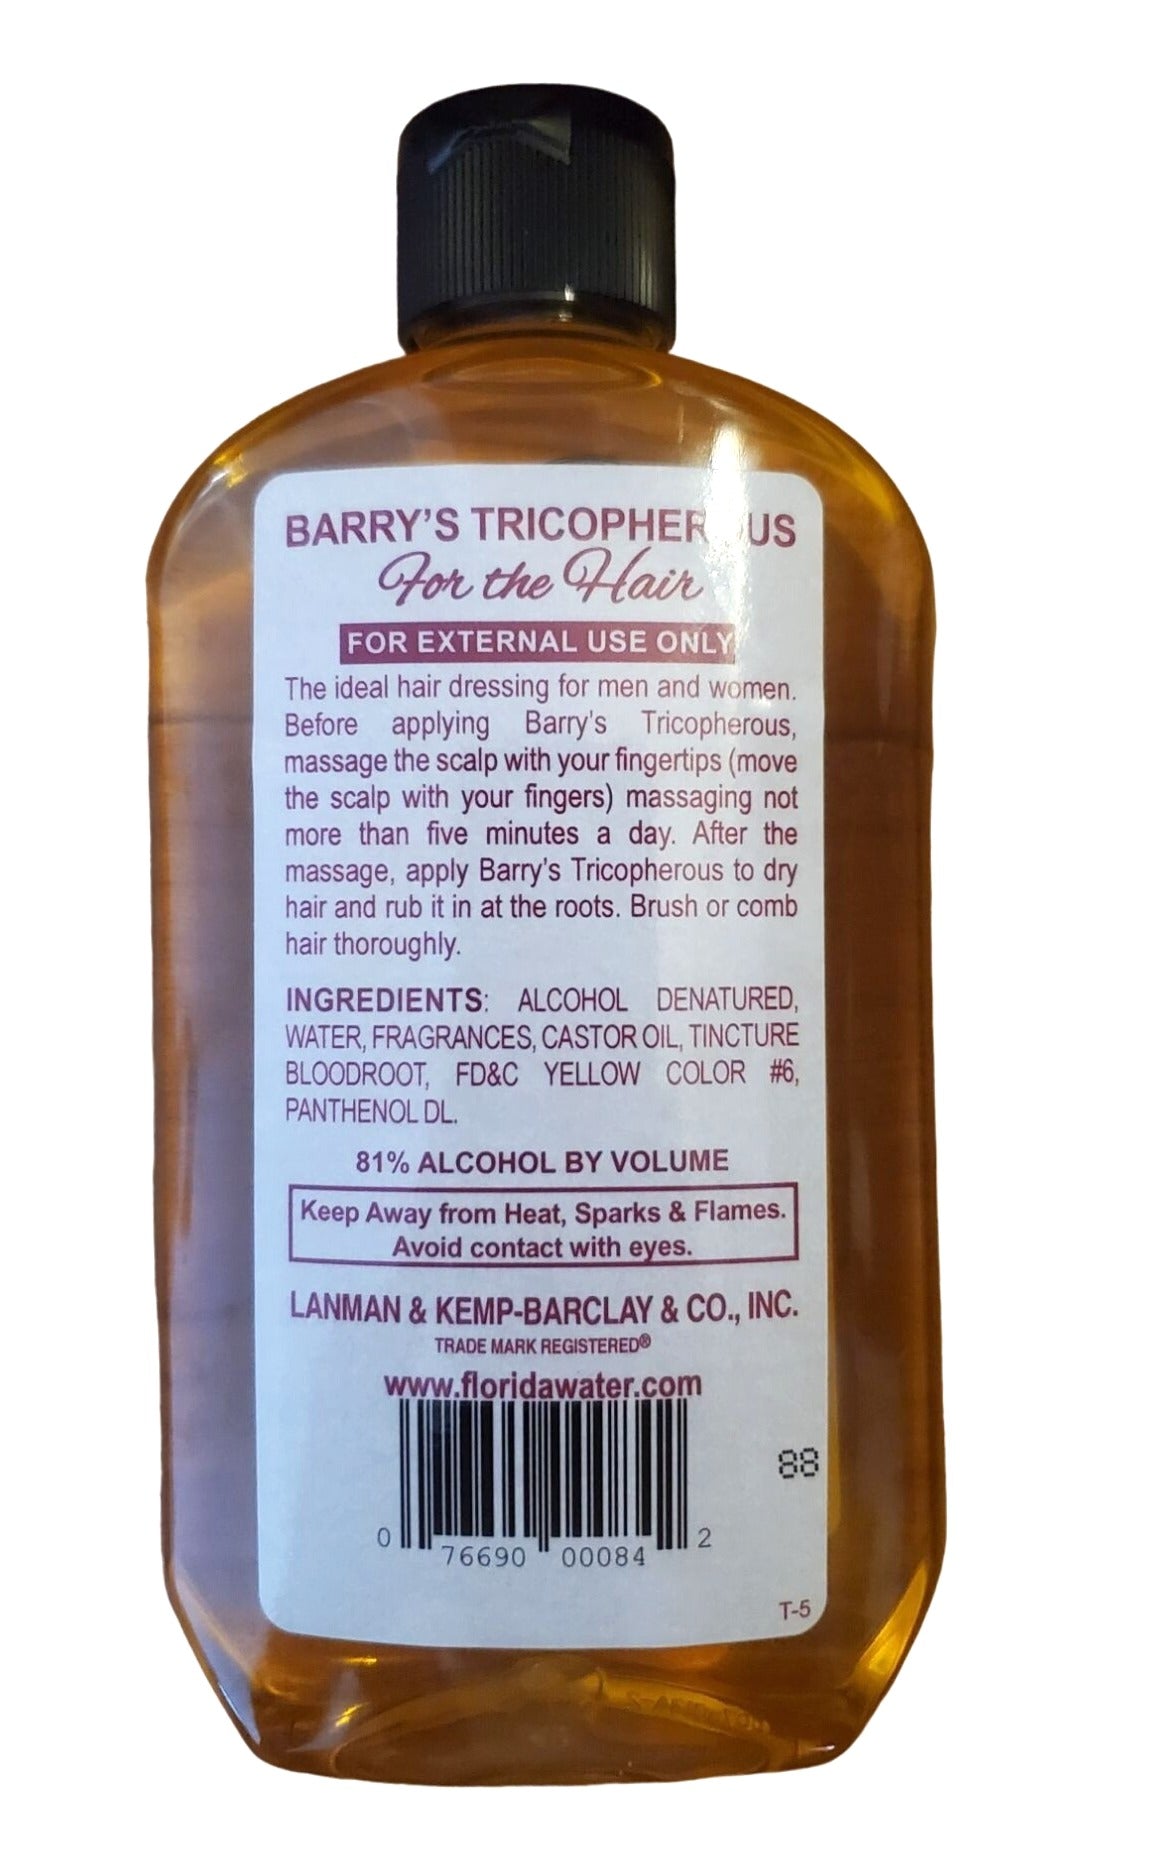 BARRY'S TRICOPHEROUS
For the Hair
FOR EXTERNAL USE ONLY
The ideal hair dressing for men and women.
Before applying Barry's Tricopherous,
massage the scalp with your fingertips (move
the scalp with your fingers) massaging not
more than five minutes a day. After the
massage, apply Barry's Tricopherous to dry
hair and rub it in at the roots. Brush or comb
hair thoroughly.
INGREDIENTS: ALCOHOL DENATURED,
WATER, FRAGRANCES, CASTOR OIL, TINCTURE
BLOODROOT, FD&C YELLOW COLOR #6,
PANTHENOL DL.
81% ALCOHOL BY VOLUME
Keep Away from Heat, Sparks & Flames.
Avoid contact with eyes.
LANMAN & KEMP-BARCLAY & CO., INC.
TRADE MARK REGISTERED®
www.floridawater.com
88
0 76690 00084 2
T-5